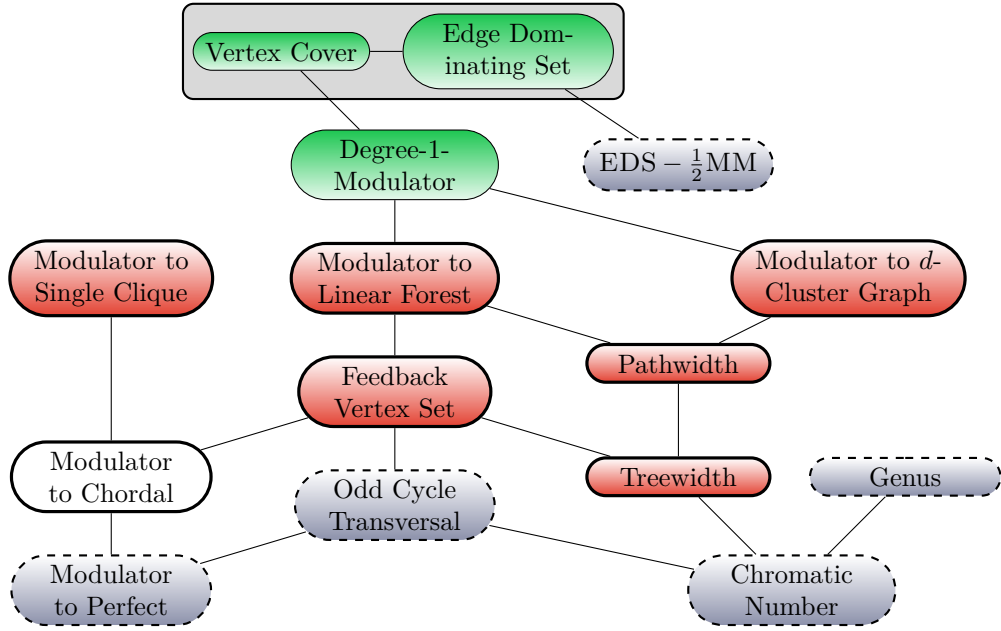 Vertex Cover
Edge Dom-
inating Set
Degree-1-
Modulator
EDS − ½MM
Modulator to
Single Clique
Modulator to
Linear Forest
Modulator to d-
Cluster Graph
Feedback
Vertex Set
Pathwidth
Modulator
to Chordal
Odd Cycle
Transversal
Treewidth
Genus
Modulator
to Perfect
Chromatic
Number